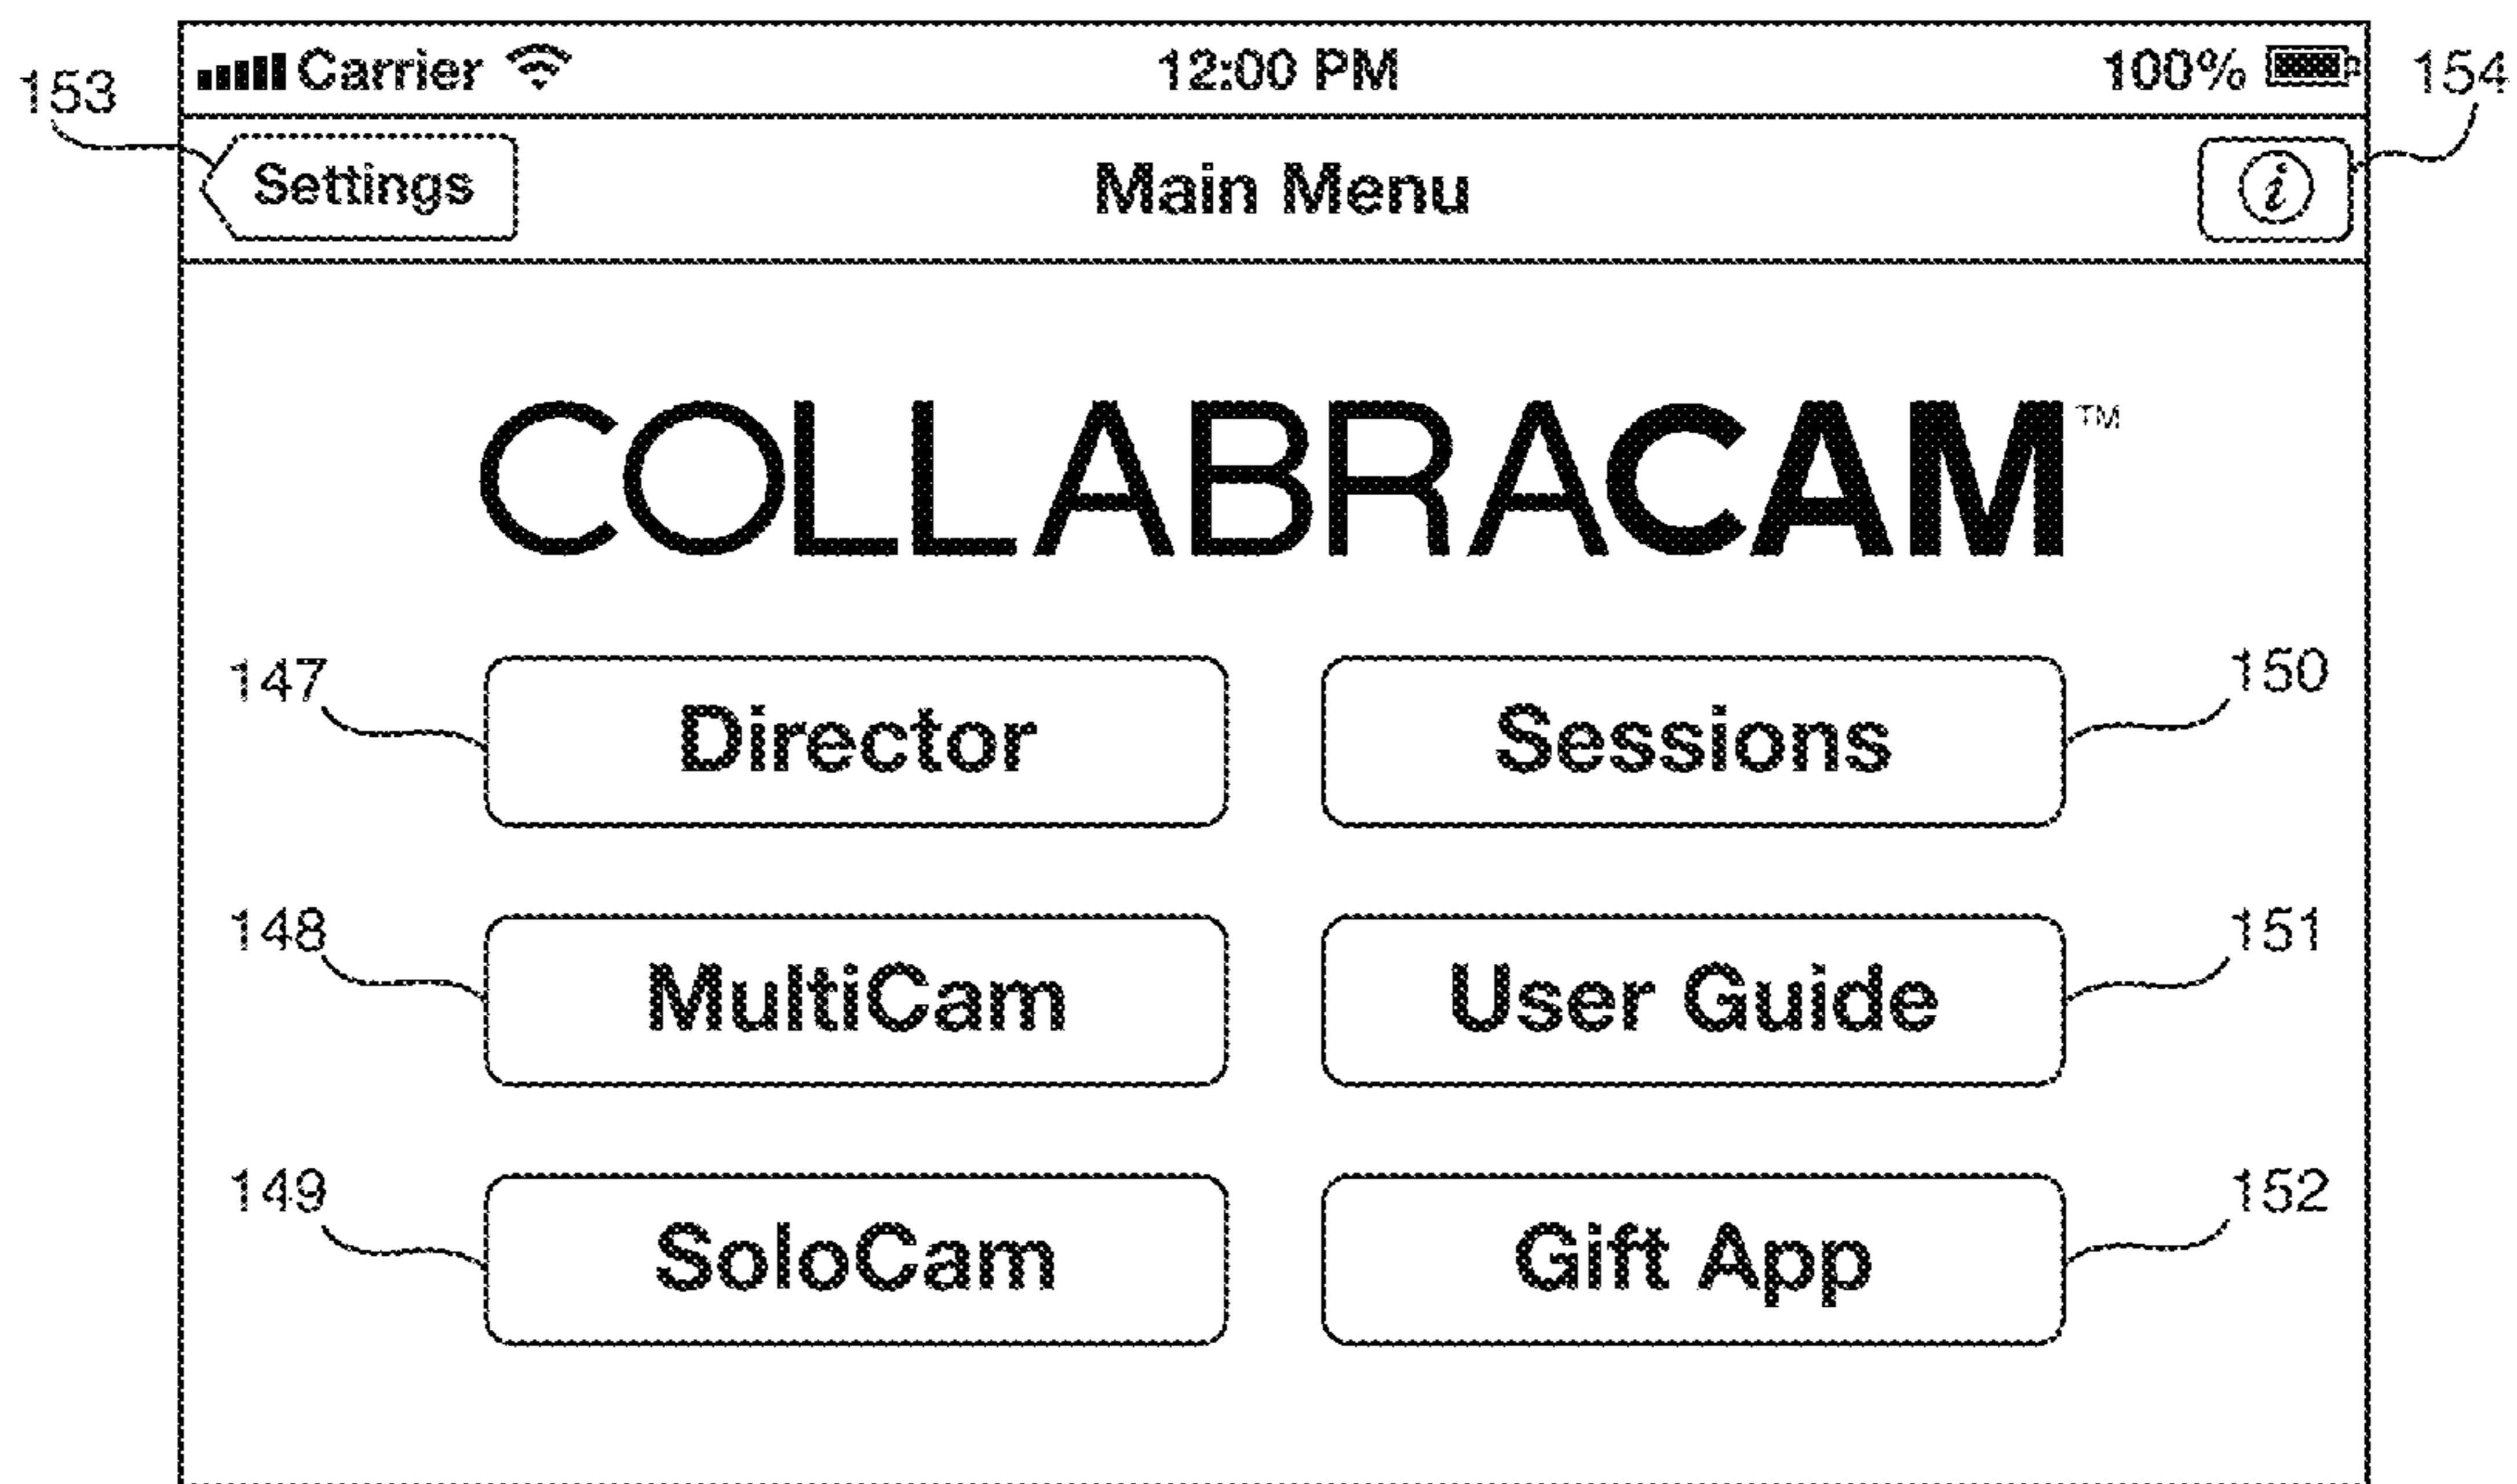 153 Carrier 12:00 PM 100% 154
Settings Main Menu i
COLLABRACAM™
147 Director Sessions 150
148 MultiCam User Guide 151
149 SoloCam Gift App 152